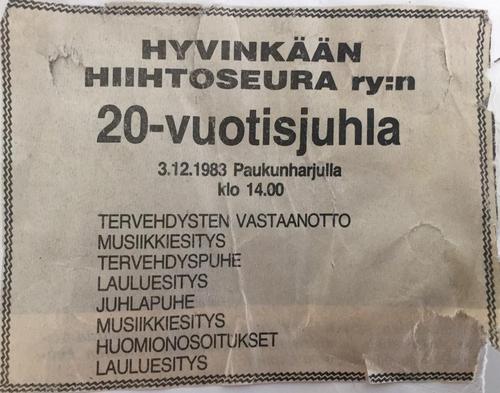 HYVINKÄÄN
HIIHTOSEURA ry:n
20-vuotisjuhla
3.12.1983 Paukunharjulla
klo 14.00
TERVEHDYSTEN VASTAANOTTO
MUSIIKKIESITYS
TERVEHDYSPUHE
LAULUESITYS
JUHLAPUHE
MUSIIKKIESITYS
HUOMIONOSOITUKSET
LAULUESITYS